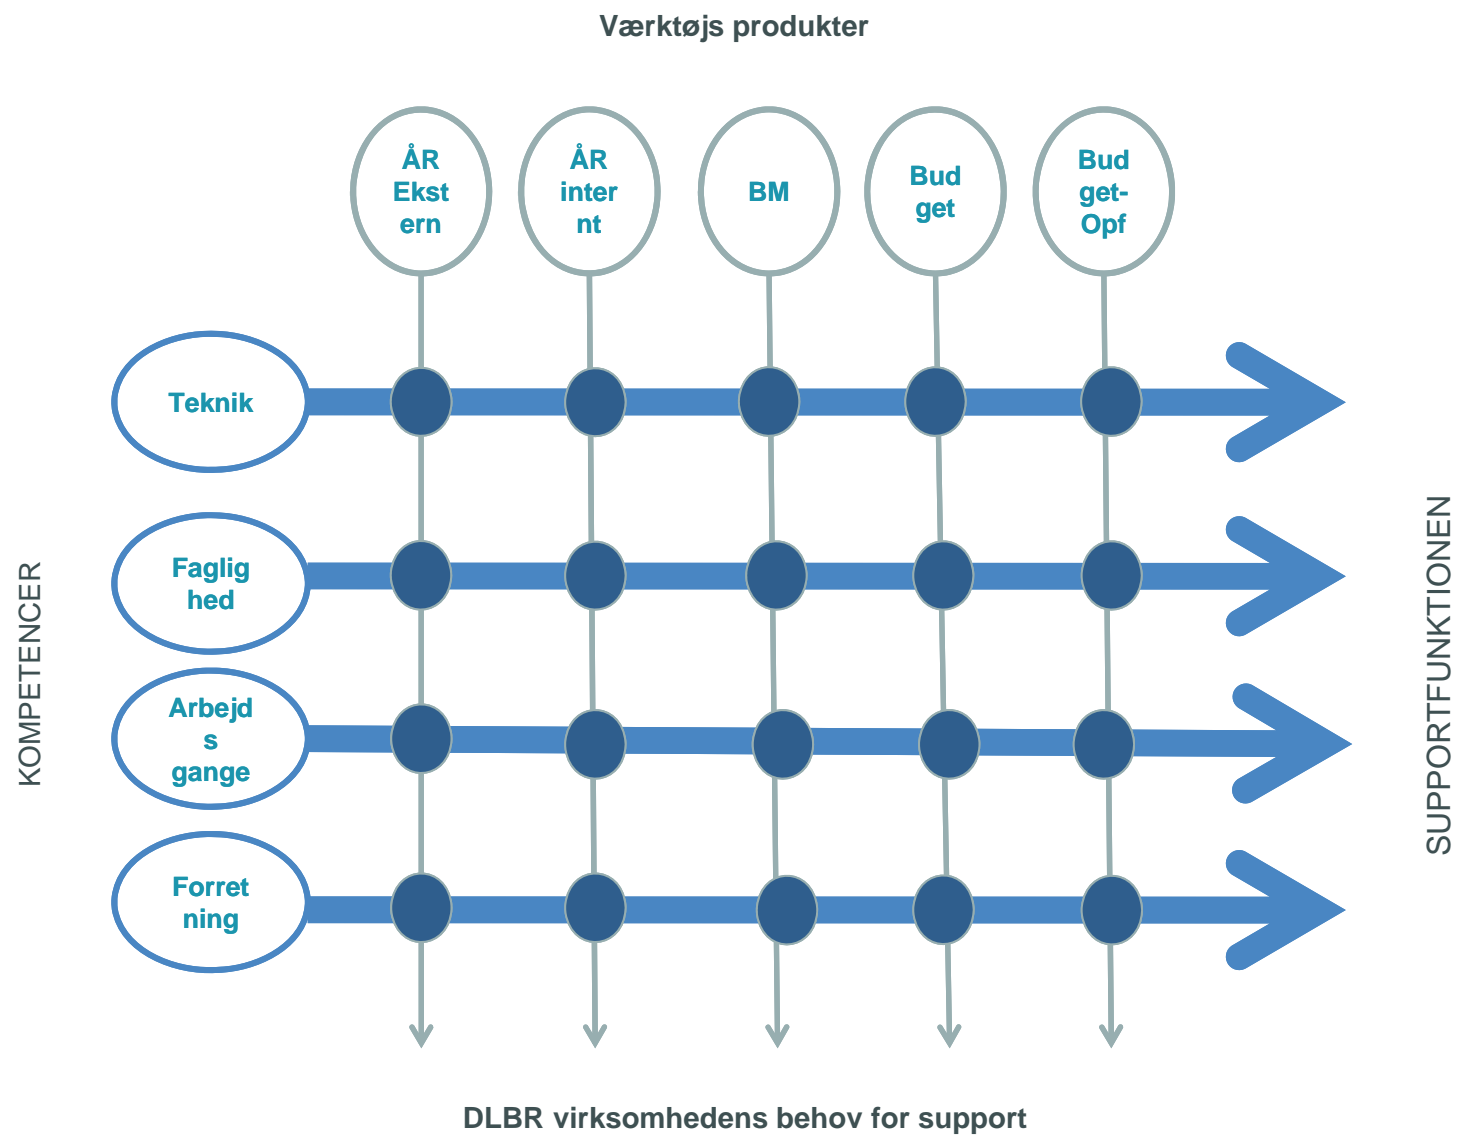 Værktøjs produkter
ÅR
Ekst
ern
ÅR
inter
nt
BM
Bud
get
Bud
get-
Opf
Teknik
Faglig
hed
Arbejd
s
gange
Forret
ning
KOMPETENCER
SUPPORTFUNKTIONEN
DLBR virksomhedens behov for support